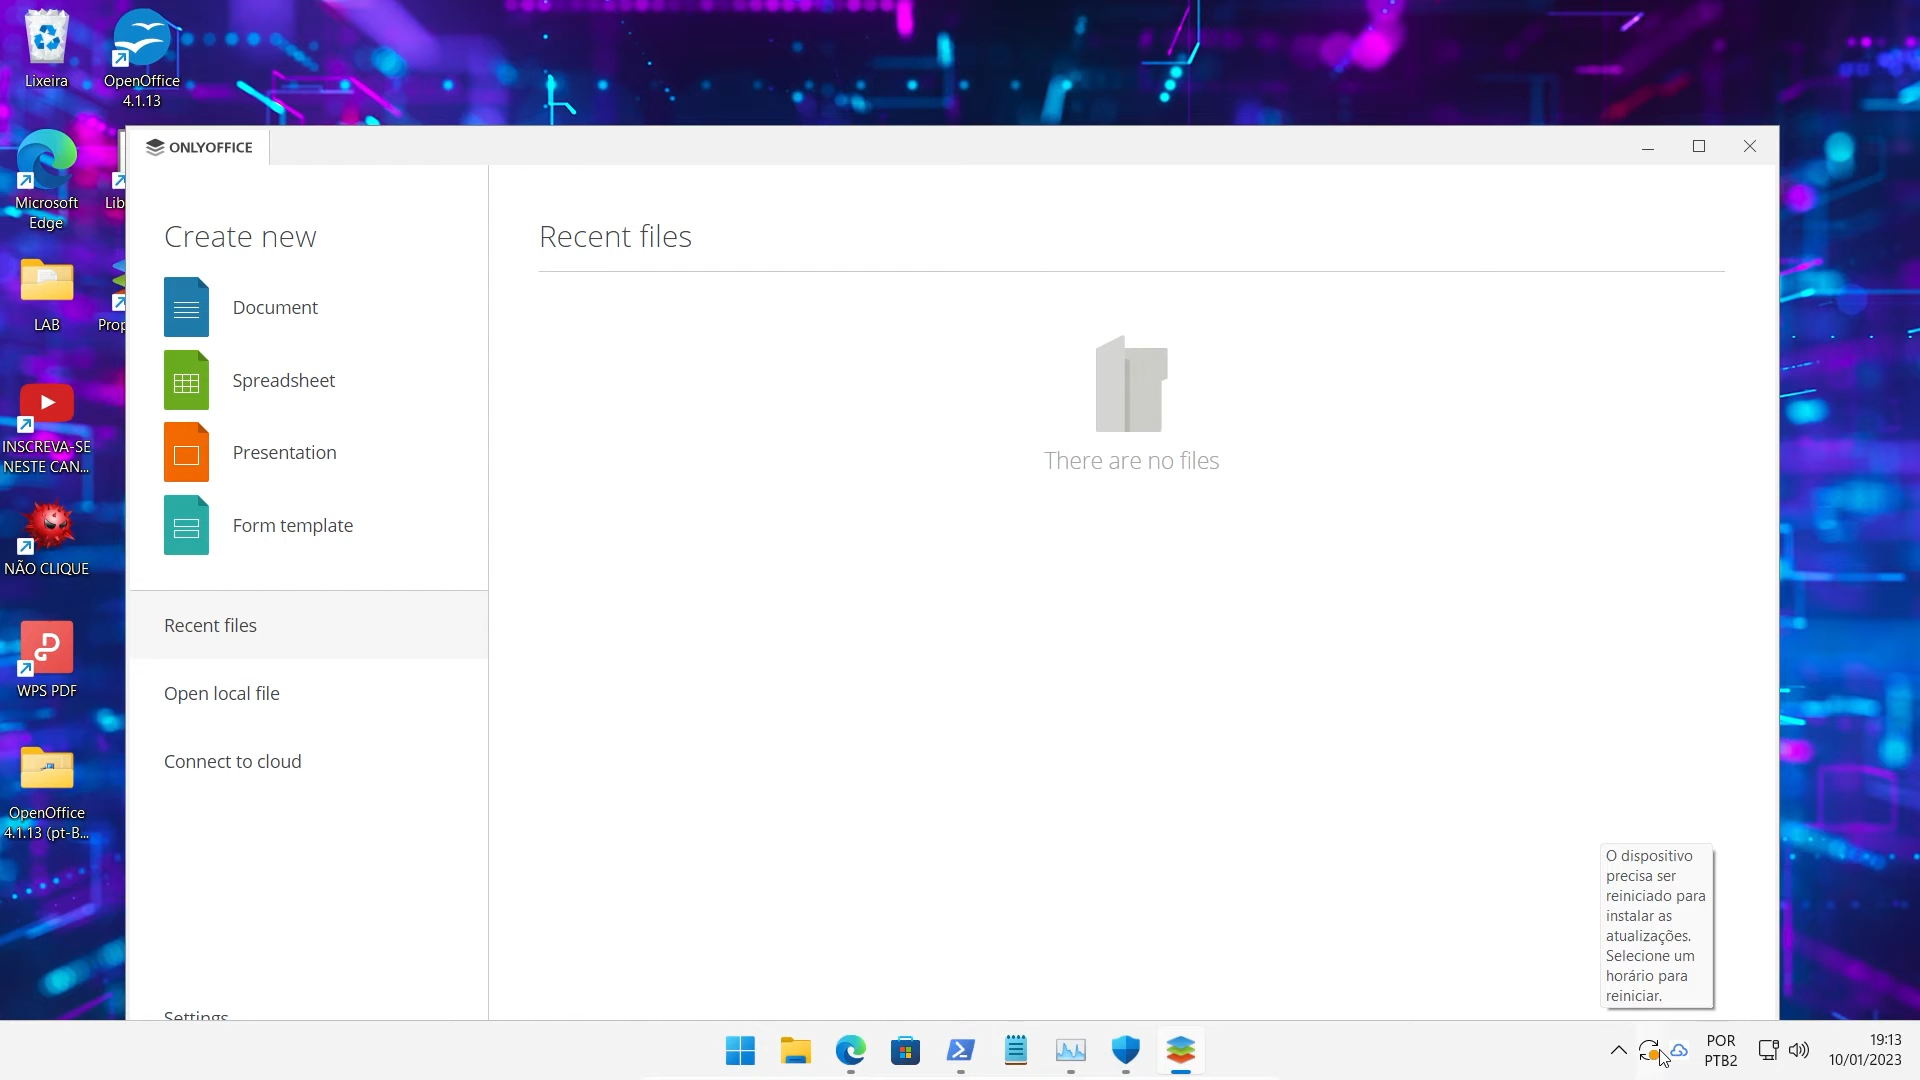 Lixeira
OpenOffice
4.1.13
Microsoft
Edge
Lib
LAB
Prop
INSCREVA-SE
NESTE CAN...
NÃO CLIQUE
WPS PDF
OpenOffice
4.1.13 (pt-B...
ONLYOFFICE
Create new
Document
Spreadsheet
Presentation
Form template
Recent files
Open local file
Connect to cloud
Settings
Recent files
There are no files
O dispositivo
precisa ser
reiniciado para
instalar as
atualizações.
Selecione um
horário para
reiniciar.
POR
PTB2
19:13
10/01/2023